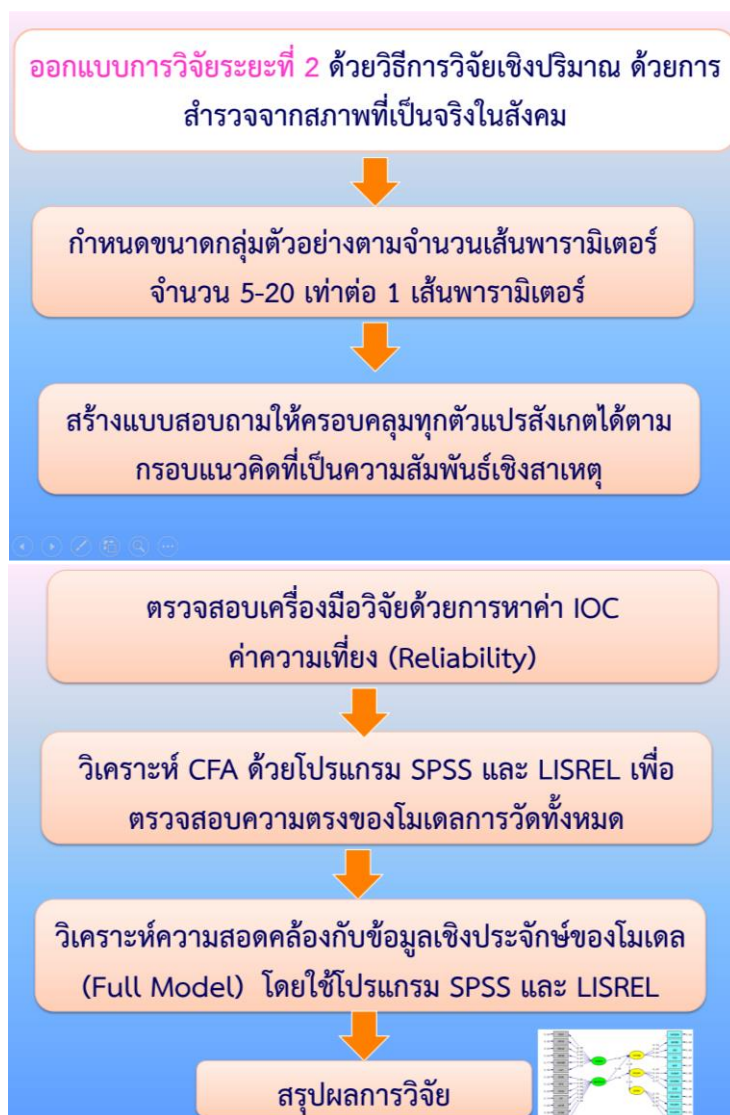 ออกแบบการวิจัยระยะที่ 2 ด้วยวิธีการวิจัยเชิงปริมาณ ด้วยการ
สำรวจจากสภาพที่เป็นจริงในสังคม
กำหนดขนาดกลุ่มตัวอย่างตามจำนวนเส้นพารามิเตอร์
จำนวน 5-20 เท่าต่อ 1 เส้นพารามิเตอร์
สร้างแบบสอบถามให้ครอบคลุมทุกตัวแปรสังเกตได้ตาม
กรอบแนวคิดที่เป็นความสัมพันธ์เชิงสาเหตุ
ตรวจสอบเครื่องมือวิจัยด้วยการหาค่า IOC
ค่าความเที่ยง (Reliability)
วิเคราะห์ CFA ด้วยโปรแกรม SPSS และ LISREL เพื่อ
ตรวจสอบความตรงของโมเดลการวัดทั้งหมด
วิเคราะห์ความสอดคล้องกับข้อมูลเชิงประจักษ์ของโมเดล
(Full Model) โดยใช้โปรแกรม SPSS และ LISREL
สรุปผลการวิจัย